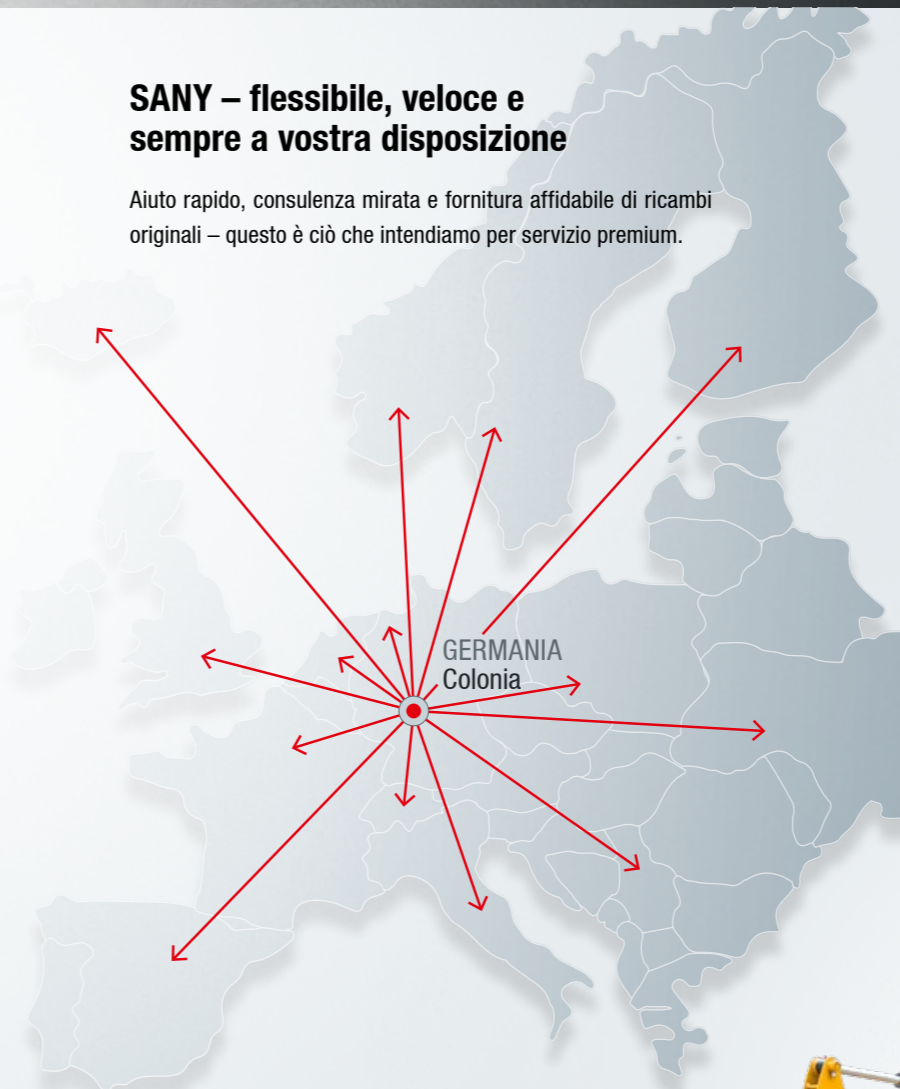 SANY – flessibile, veloce e
sempre a vostra disposizione
Aiuto rapido, consulenza mirata e fornitura affidabile di ricambi
originali – questo è ciò che intendiamo per servizio premium.
GERMANIA
Colonia